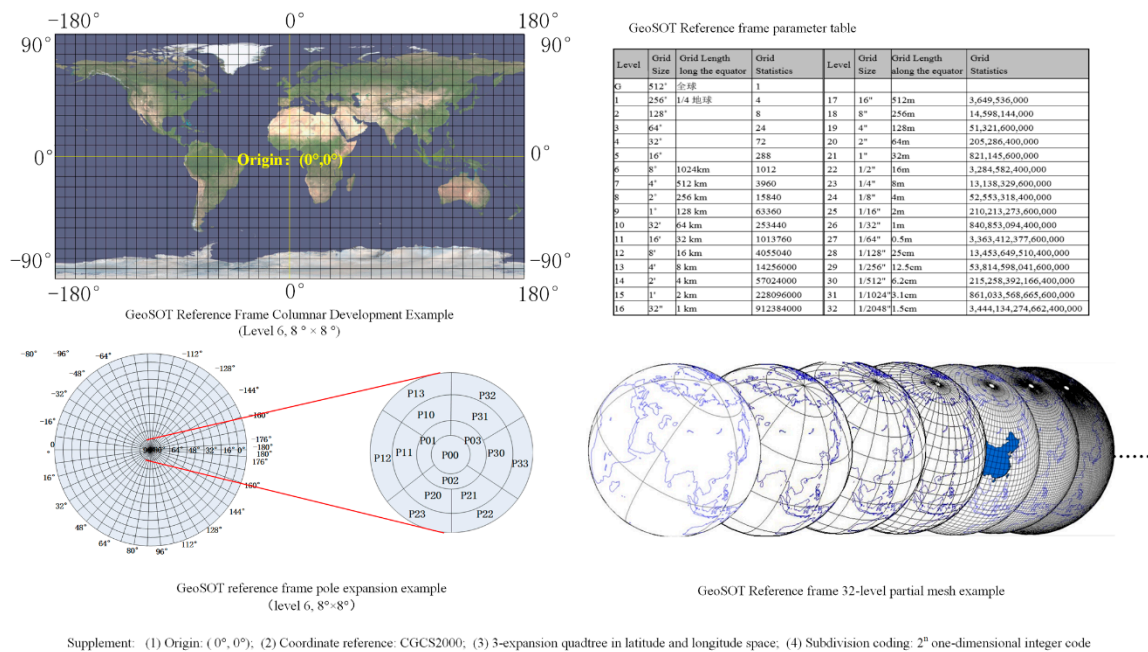 -180° 0° 180°
90° 90°
Origin: (0°,0°)
0° 0°
-90° -90°
-180° 0° 180°
GeoSOT Reference Frame Columnar Development Example
(Level 6, 8 ° × 8 °)
GeoSOT Reference frame parameter table
Level Grid Size Grid Length long the equator Grid Statistics Level Grid Size Grid Length along the equator Grid Statistics
G 512° 全球 1
1 256° 1/4 地球 4 17 16" 512m 3,649,536,000
2 128° 8 18 8" 256m 14,598,144,000
3 64° 24 19 4" 128m 51,321,600,000
4 32° 72 20 2" 64m 205,286,400,000
5 16° 288 21 1" 32m 821,145,600,000
6 8° 1024km 1012 22 1/2" 16m 3,284,582,400,000
7 4° 512 km 3960 23 1/4" 8m 13,138,329,600,000
8 2° 256 km 15840 24 1/8" 4m 52,553,318,400,000
9 1° 128 km 63360 25 1/16" 2m 210,213,273,600,000
10 32' 64 km 253440 26 1/32" 1m 840,853,094,400,000
11 16' 32 km 1013760 27 1/64" 0.5m 3,363,412,377,600,000
12 8' 16 km 4055040 28 1/128" 25cm 13,453,649,510,400,000
13 4' 8 km 14256000 29 1/256" 12.5cm 53,814,598,041,600,000
14 2' 4 km 57024000 30 1/512" 6.2cm 215,258,392,166,400,000
15 1' 2 km 228096000 31 1/1024" 3.1cm 861,033,568,665,600,000
16 32" 1 km 912384000 32 1/2048" 1.5cm 3,444,134,274,662,400,000
-80° -96° -112°
-64° -128°
-48° -144°
-32° -160°
-16° -176°
0° 64° 48° 32° 16° 0° -180°
180°
16° 176°
32° 160°
48° 144°
64° 128°
80° 96° 112°
P13 P32
P10 P31
P01 P03
P12 P11 P00 P30 P33
P02
P20 P21
P23 P22
GeoSOT reference frame pole expansion example
(level 6, 8°×8°)
GeoSOT Reference frame 32-level partial mesh example
Supplement: (1) Origin: ( 0°, 0°); (2) Coordinate reference: CGCS2000; (3) 3-expansion quadtree in latitude and longitude space; (4) Subdivision coding: 2ⁿ one-dimensional integer code